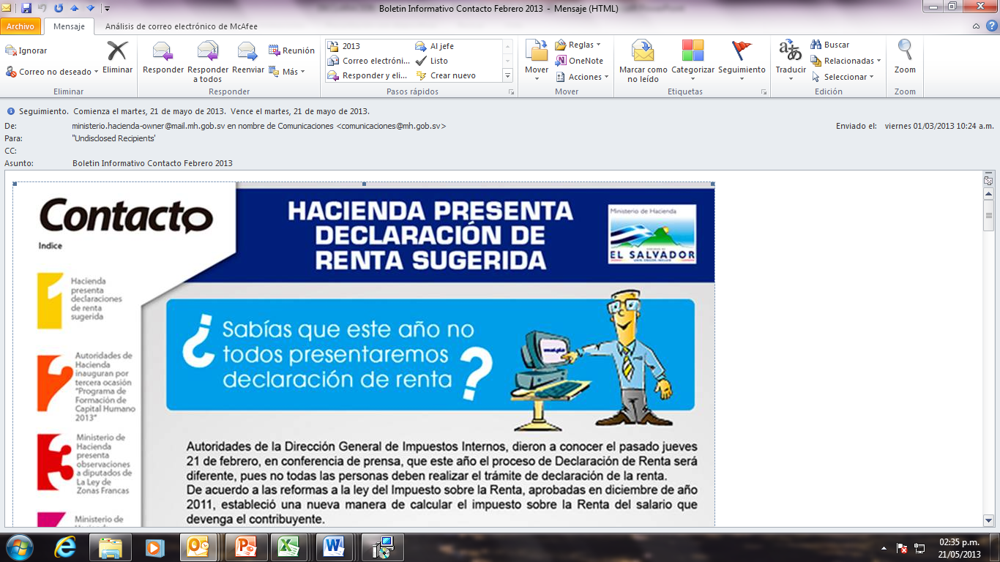 Boletin Informativo Contacto Febrero 2013 - Mensaje (HTML)
Archivo
Mensaje
Análisis de correo electrónico de McAfee
Ignorar
Correo no deseado
Eliminar
Eliminar
Responder
Responder a todos
Reenviar
Reunión
Más
Responder
2013
Correo electróni...
Responder y eli...
Al jefe
Listo
Crear nuevo
Pasos rápidos
Mover
Reglas
OneNote
Acciones
Mover
Marcar como no leído
Categorizar
Seguimiento
Etiquetas
Traducir
Buscar
Relacionadas
Seleccionar
Edición
Zoom
Zoom
Seguimiento. Comienza el martes, 21 de mayo de 2013. Vence el martes, 21 de mayo de 2013.
De: ministerio.hacienda-owner@mail.mh.gob.sv en nombre de Comunicaciones <comunicaciones@mh.gob.sv>
Enviado el: viernes 01/03/2013 10:24 a.m.
Para: "Undisclosed Recipients'
CC:
Asunto: Boletin Informativo Contacto Febrero 2013
Contacto
Indice
1
Hacienda
presenta
declaraciones
de renta
sugerida
2
Autoridades de
Hacienda
inauguran por
tercera ocasión
"Programa de
Formación de
Capital Humano
2013"
3
Ministerio de
Hacienda
presenta
observaciones
a diputados de
La Ley de
Zonas Francas
Ministerio de
HACIENDA PRESENTA
DECLARACIÓN DE
RENTA SUGERIDA
Ministerio de Hacienda
EL SALVADOR
¿Sabías que este año no
todos presentaremos
declaración de renta?
Autoridades de la Dirección General de Impuestos Internos, dieron a conocer el pasado jueves
21 de febrero, en conferencia de prensa, que este año el proceso de Declaración de Renta será
diferente, pues no todas las personas deben realizar el trámite de declaración de la renta.
De acuerdo a las reformas a la ley del Impuesto sobre la Renta, aprobadas en diciembre de año
2011, estableció una nueva manera de calcular el impuesto sobre la Renta del salario que
devenga el contribuyente.
02:35 p.m.
21/05/2013